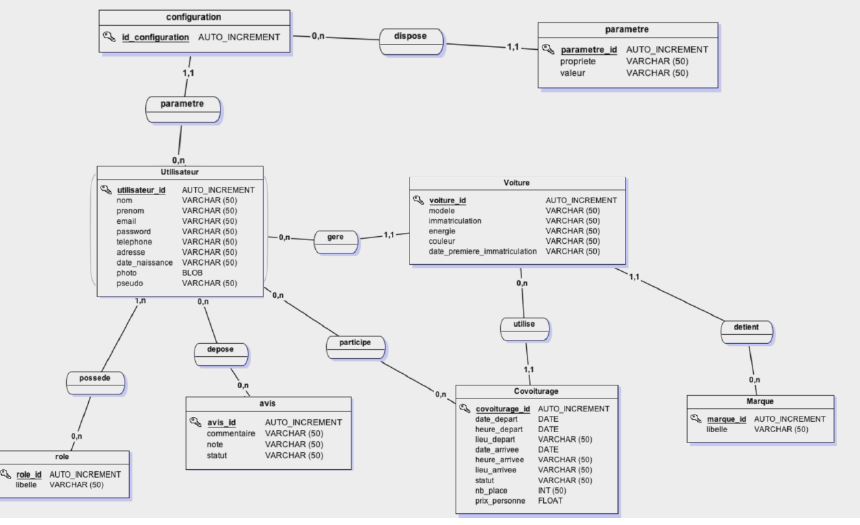 configuration
id_configuration AUTO_INCREMENT
0,n
dispose
1,1
parametre
parametre_id AUTO_INCREMENT
propriete VARCHAR (50)
valeur VARCHAR (50)
1,1
parametre
0,n
Utilisateur
utilisateur_id AUTO_INCREMENT
nom VARCHAR (50)
prenom VARCHAR (50)
email VARCHAR (50)
password VARCHAR (50)
telephone VARCHAR (50)
adresse VARCHAR (50)
date_naissance VARCHAR (50)
photo BLOB
pseudo VARCHAR (50)
0,n
gere
1,1
Voiture
voiture_id AUTO_INCREMENT
modele VARCHAR (50)
immatriculation VARCHAR (50)
energie VARCHAR (50)
couleur VARCHAR (50)
date_premiere_immatriculation VARCHAR (50)
1,n
0,n
0,n
0,n
1,1
possede
depose
participe
utilise
detient
0,n
0,n
0,n
1,1
0,n
role
role_id AUTO_INCREMENT
libelle VARCHAR (50)
avis
avis_id AUTO_INCREMENT
commentaire VARCHAR (50)
note VARCHAR (50)
statut VARCHAR (50)
Covoiturage
covoiturage_id AUTO_INCREMENT
date_depart DATE
heure_depart DATE
lieu_depart VARCHAR (50)
date_arrivee DATE
heure_arrivee VARCHAR (50)
lieu_arrivee VARCHAR (50)
statut VARCHAR (50)
nb_place INT (50)
prix_personne FLOAT
Marque
marque_id AUTO_INCREMENT
libelle VARCHAR (50)